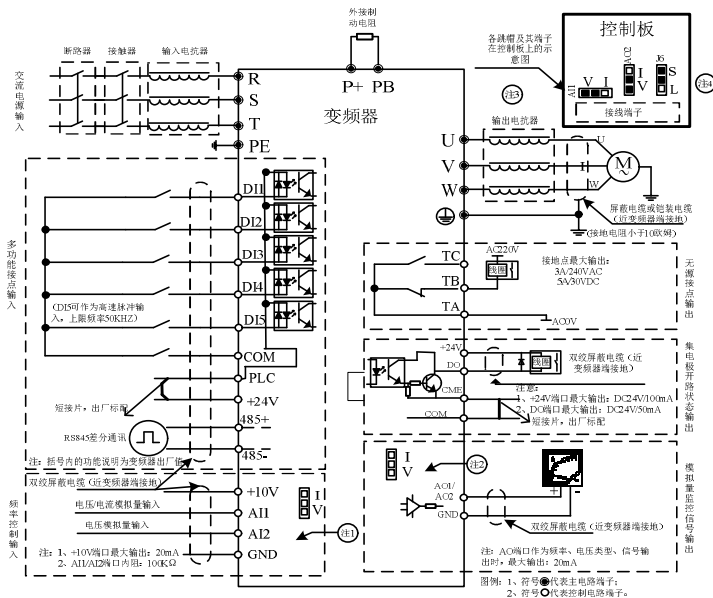 外接制
动电阻
断路器
接触器
输入电抗器
交流电源输入
R
S
T
PE
P+
PB
变频器
各跳帽及其端子
在控制板上的示
意图
控制板
AO2
J6
V I
AI1
I
V
S
L
接线端子
注4
注3
输出电抗器
U
V
W
U
I
W
M
~
屏蔽电缆或铠装电缆
(近变频器端接地)
(接地电阻小于10欧姆)
多功能接点输入
DI1
DI2
DI3
DI4
DI5
(DI5可作为高速脉冲输
入,上限频率50KHZ)
COM
PLC
+24V
短接片,出厂标配
485+
RS845差分通讯
485-
注:括号内的功能说明为变频器出厂值
TC
TB
TA
AC220V
线圈
接地点最大输出:
3A/240VAC
5A/30VDC
AC0V
无源接点输出
+24V
DO
CME
COM
线圈
双绞屏蔽电缆(近
变频器端接地)
注意:
1、+24V端口最大输出:DC24V/100mA
2、DO端口最大输出:DC24V/50mA
短接片,出厂标配
集电极开路状态输出
频率控制输入
双绞屏蔽电缆(近变频器端接地)
+10V
电压/电流模拟量输入
AI1
电压模拟量输入
AI2
GND
I
V
注1
注:1、+10V端口最大输出:20mA
2、AI1/AI2端口内阻:100KΩ
I
V
注2
AO1/
AO2
GND
+
-
双绞屏蔽电缆(近变频器端接地)
注:AO端口作为频率、电压类型、信号输
出时,最大输出:20mA
模拟量监控信号输出
图例:1、符号代表主电路端子;
2、符号代表控制电路端子。